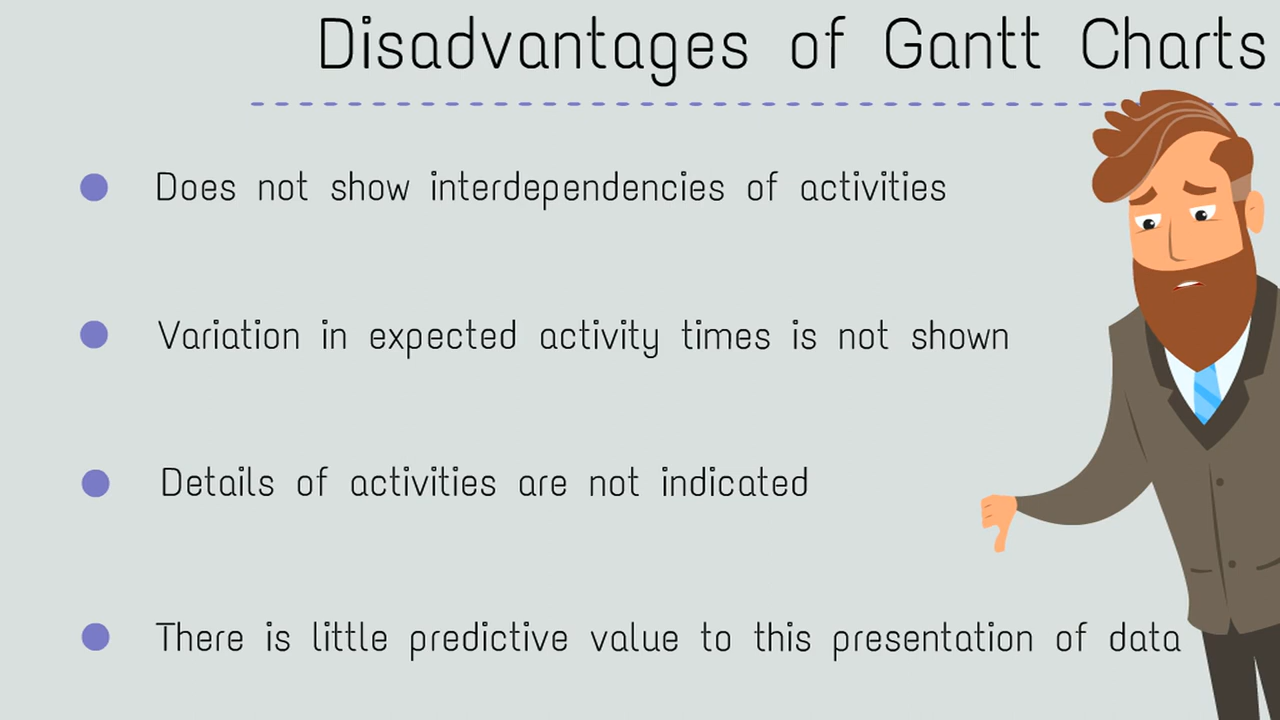 Disadvantages of Gantt Charts
Does not show interdependencies of activities
Variation in expected activity times is not shown
Details of activities are not indicated
There is little predictive value to this presentation of data